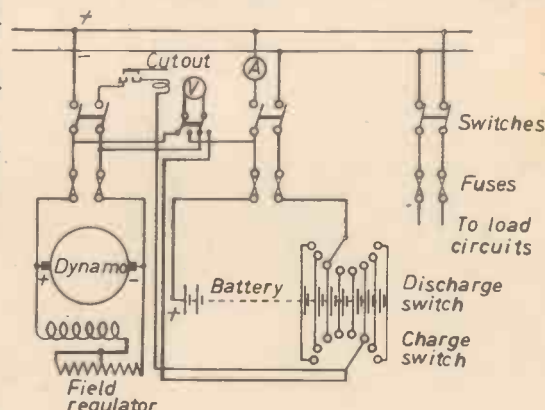 +
-
Cutout
A
V
Switches
Fuses
To load
circuits
Dynamo
+
-
Battery
+
Discharge
switch
Charge
switch
Field
regulator